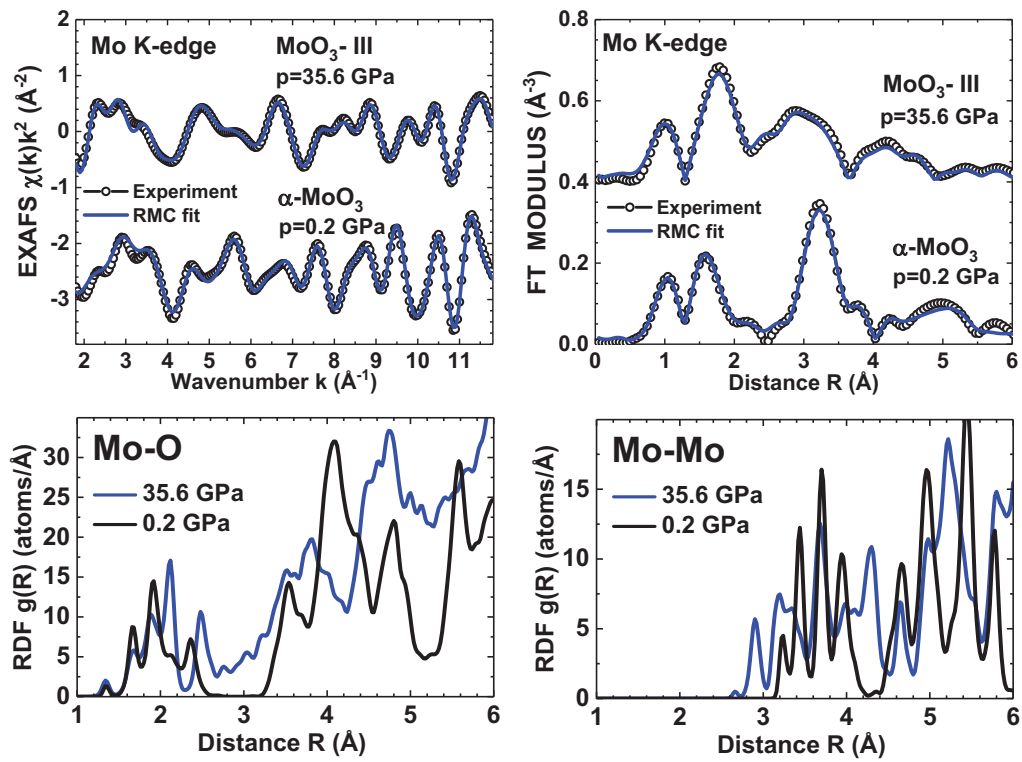 Mo K-edge
MoO₃- III
p=35.6 GPa
Experiment
RMC fit
α-MoO₃
p=0.2 GPa
2
1
0
-1
-2
-3
EXAFS χ(k)k² (Å⁻²)
2 3 4 5 6 7 8 9 10 11
Wavenumber k (Å⁻¹)
Mo K-edge
MoO₃- III
p=35.6 GPa
Experiment
RMC fit
α-MoO₃
p=0.2 GPa
0.8
0.6
0.4
0.2
0.0
FT MODULUS (Å⁻³)
0 1 2 3 4 5 6
Distance R (Å)
Mo-O
35.6 GPa
0.2 GPa
30
25
20
15
10
5
0
RDF g(R) (atoms/Å)
1 2 3 4 5 6
Distance R (Å)
Mo-Mo
35.6 GPa
0.2 GPa
15
10
5
0
RDF g(R) (atoms/Å)
1 2 3 4 5 6
Distance R (Å)